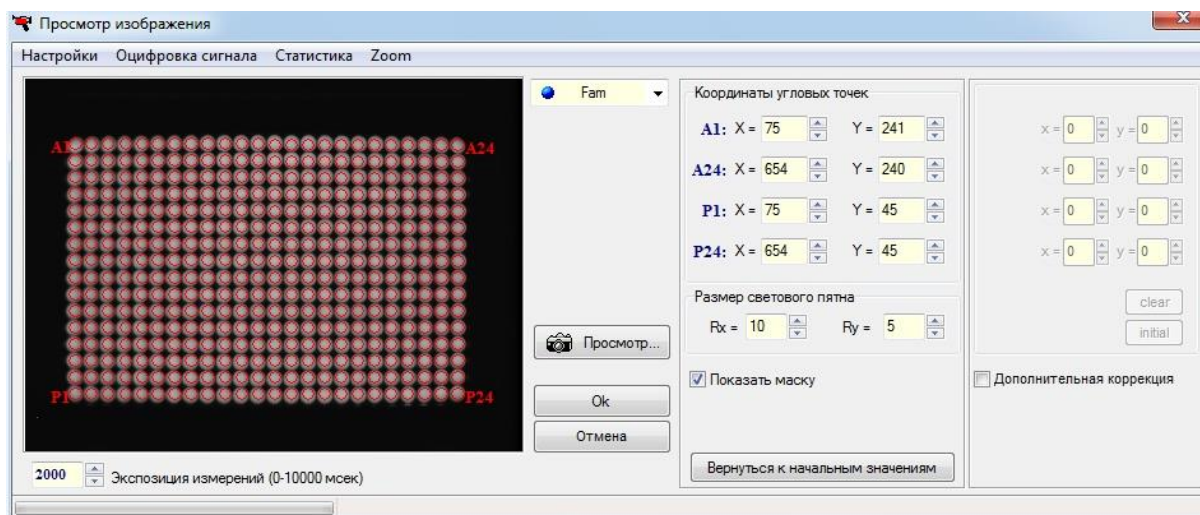 Просмотр изображения
Настройки Оцифровка сигнала Статистика Zoom
A1 A24
P1 P24
2000 Экспозиция измерений (0-10000 мсек)
Fam
Просмотр...
Ok
Отмена
Координаты угловых точек
A1: X = 75 Y = 241
A24: X = 654 Y = 240
P1: X = 75 Y = 45
P24: X = 654 Y = 45
Размер светового пятна
Rx = 10 Ry = 5
Показать маску
Вернуться к начальным значениям
x = 0 y = 0
x = 0 y = 0
x = 0 y = 0
x = 0 y = 0
clear
initial
Дополнительная коррекция